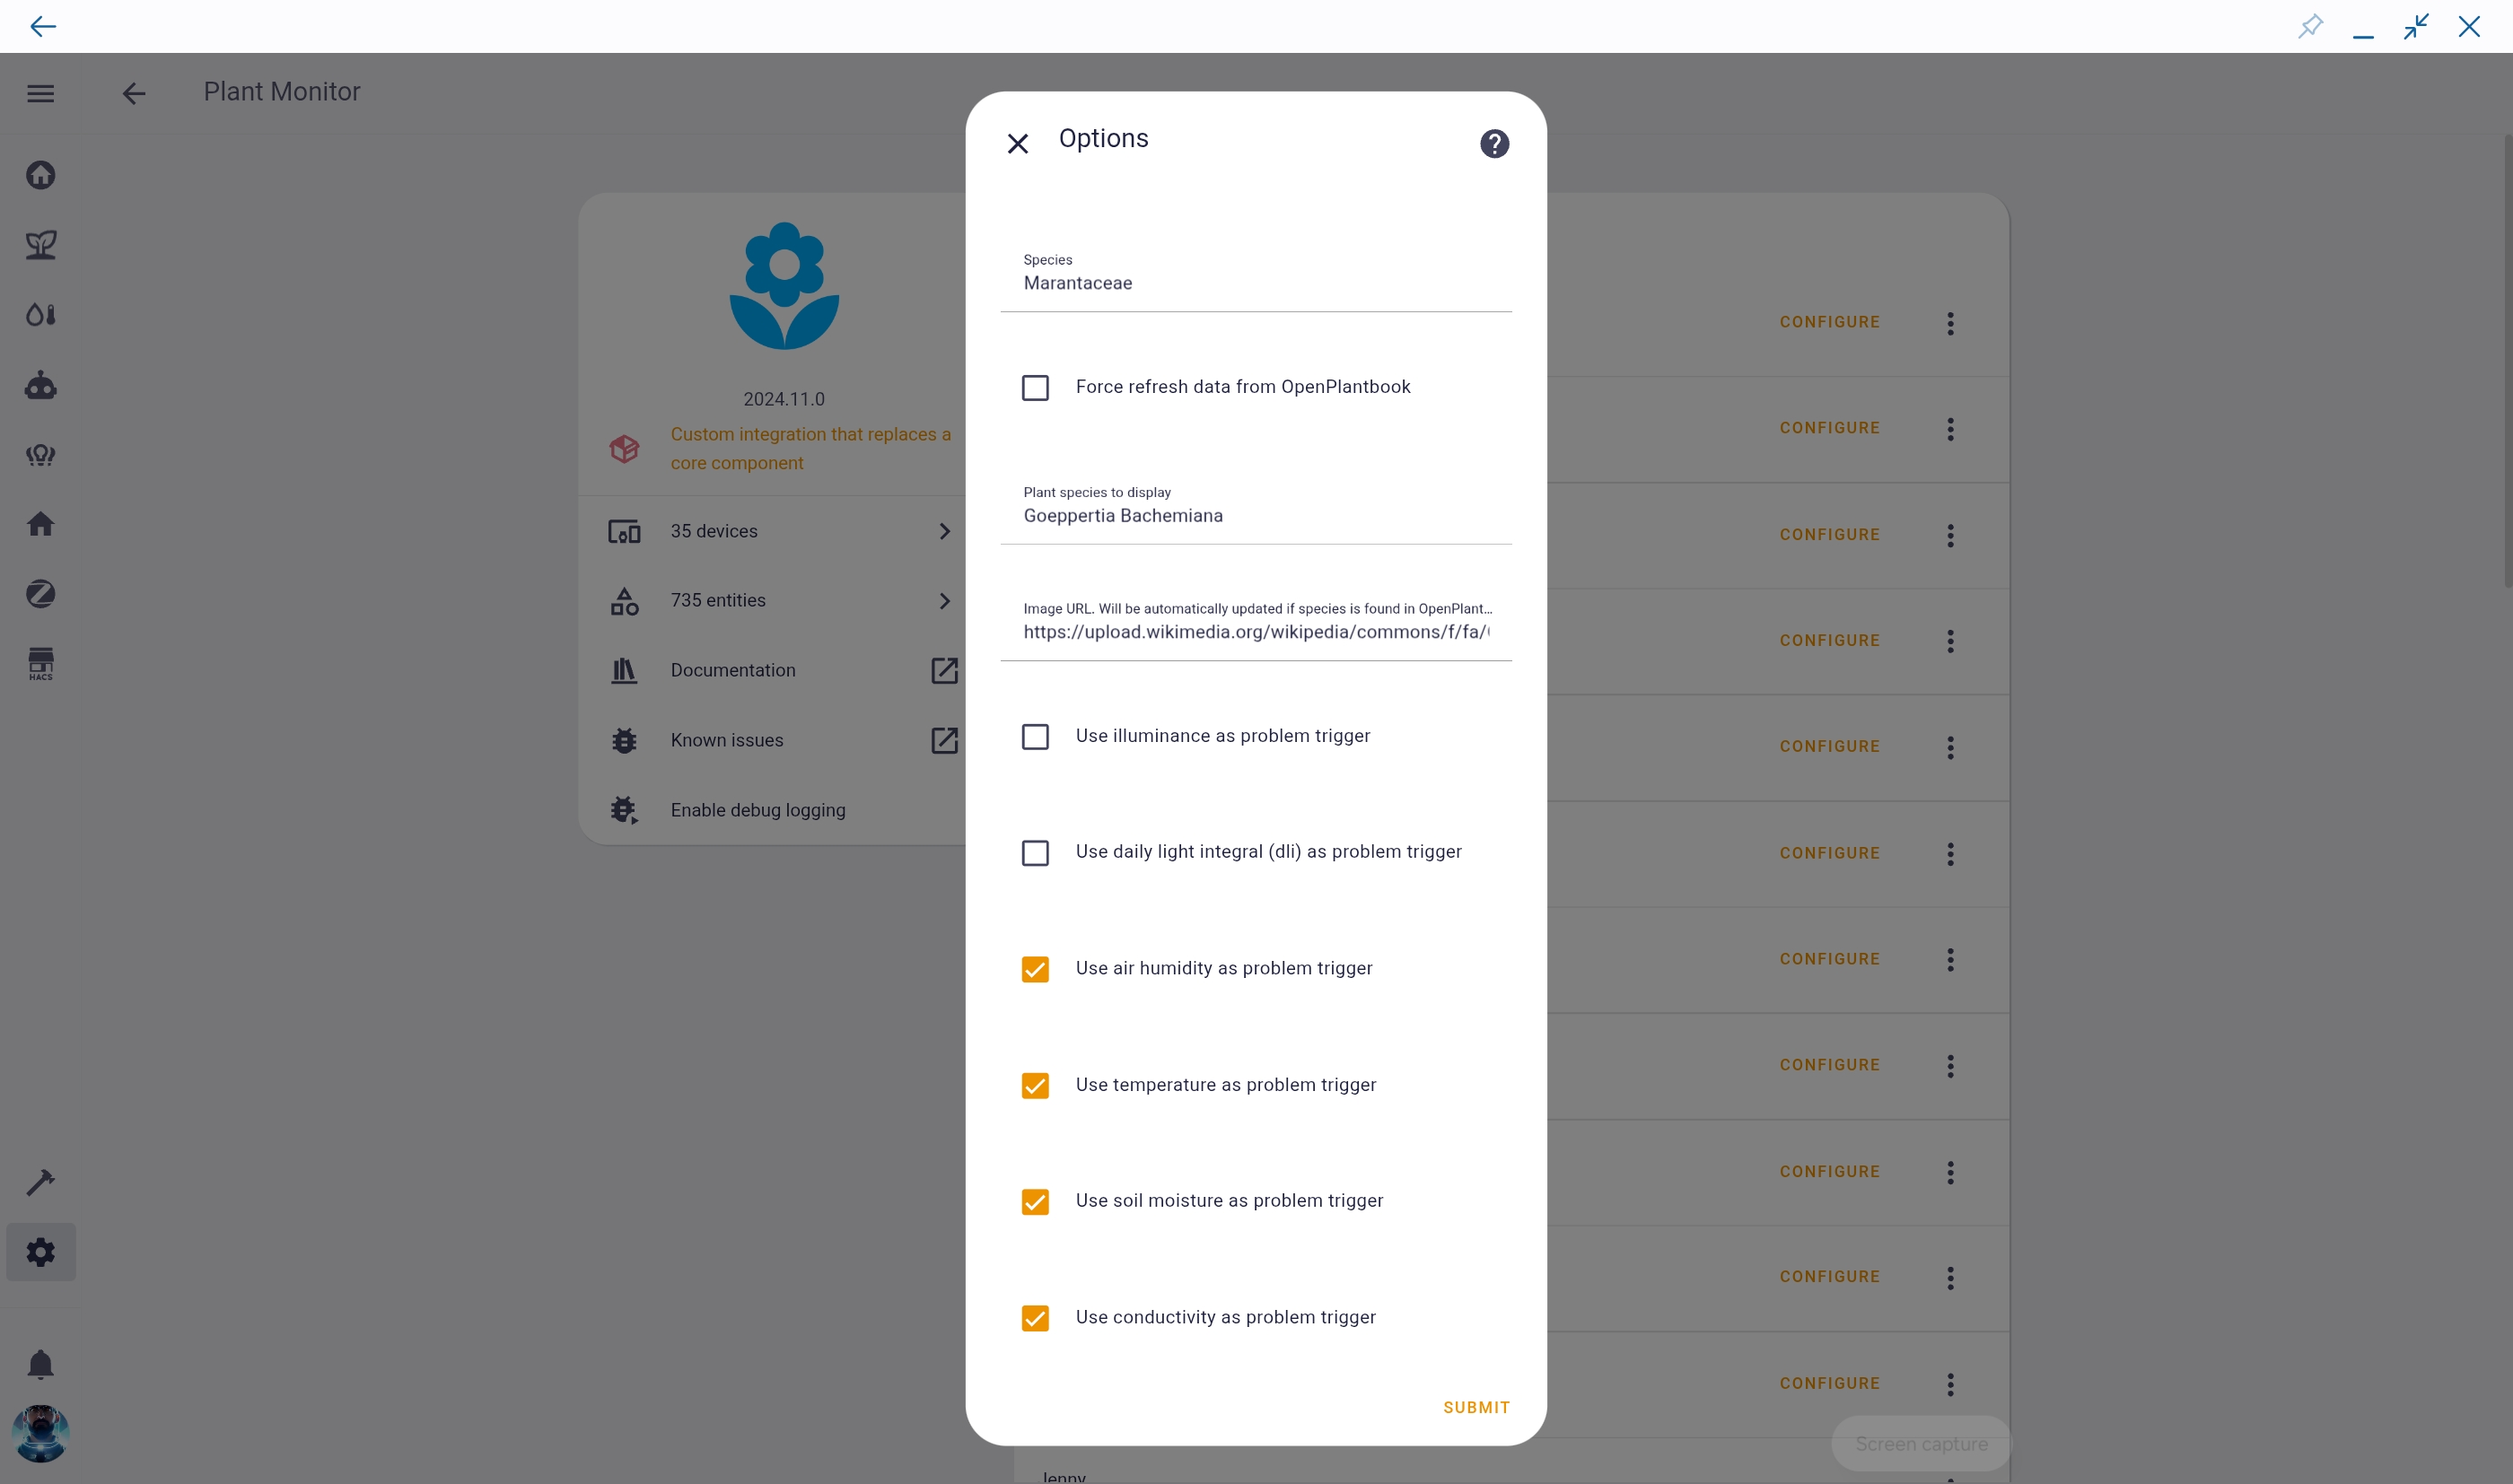 Plant Monitor
2024.11.0
Custom integration that replaces a
core component
35 devices
735 entities
Documentation
Known issues
Enable debug logging
HACS
Options
Species
Marantaceae
Force refresh data from OpenPlantbook
Plant species to display
Goeppertia Bachemiana
Image URL. Will be automatically updated if species is found in OpenPlant...
https://upload.wikimedia.org/wikipedia/commons/f/fa/
Use illuminance as problem trigger
Use daily light integral (dli) as problem trigger
Use air humidity as problem trigger
Use temperature as problem trigger
Use soil moisture as problem trigger
Use conductivity as problem trigger
SUBMIT
CONFIGURE
CONFIGURE
CONFIGURE
CONFIGURE
CONFIGURE
CONFIGURE
CONFIGURE
CONFIGURE
CONFIGURE
CONFIGURE
CONFIGURE
Screen capture
Jenny